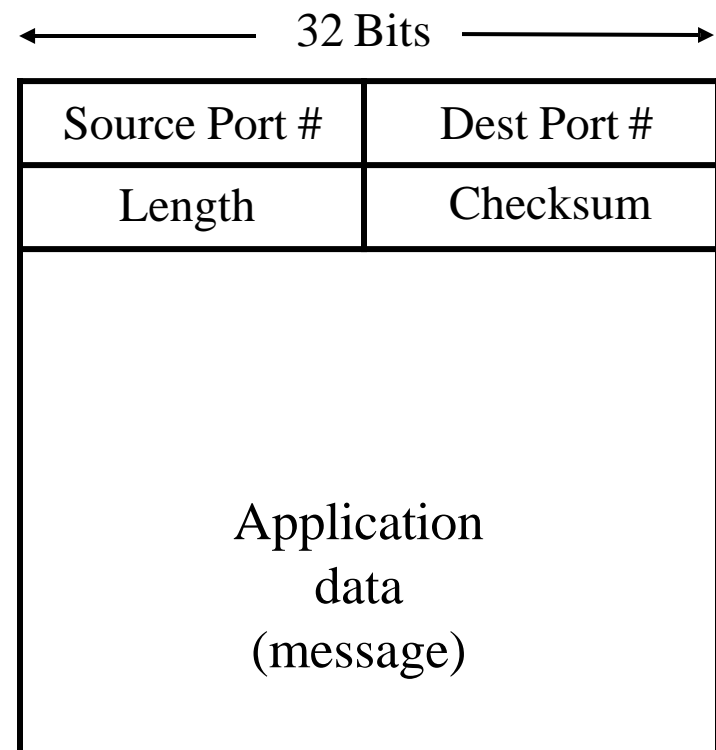 32 Bits
Source Port # Dest Port #
Length Checksum
Application
data
(message)